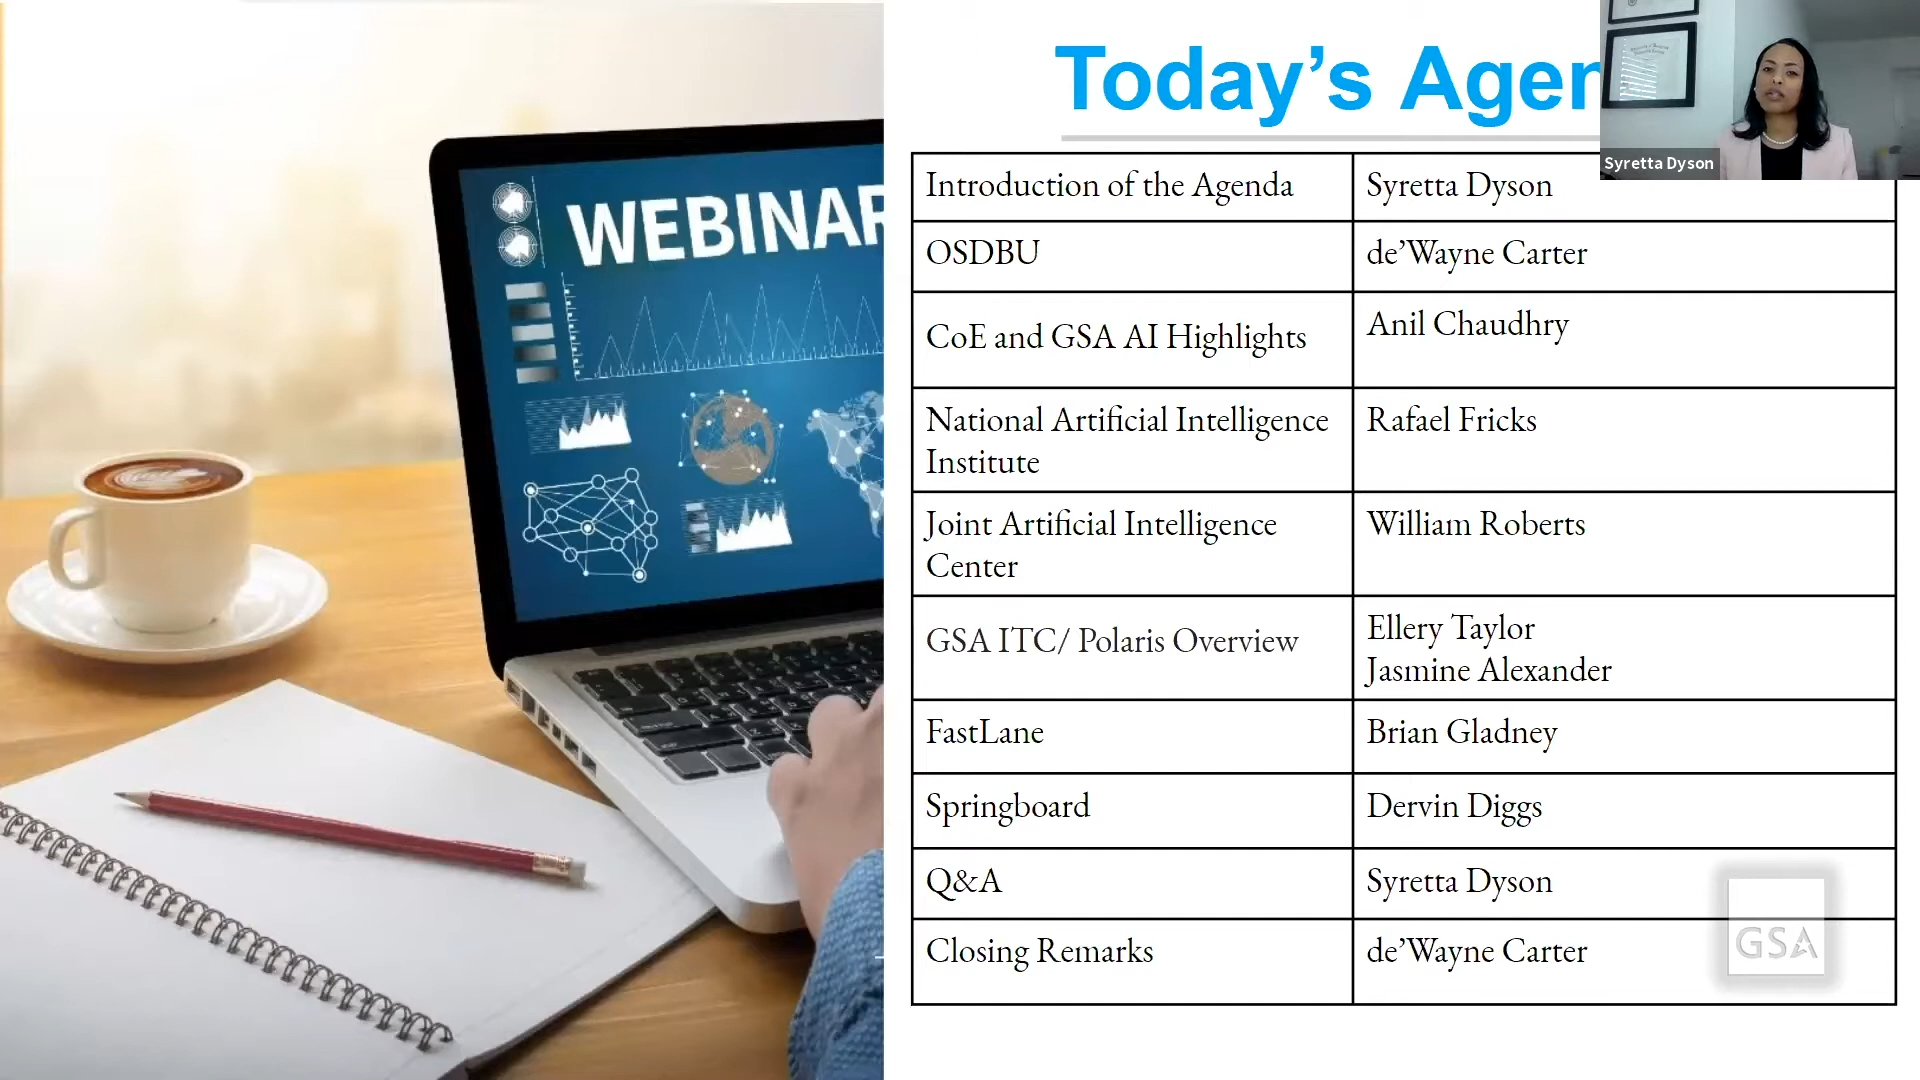 WEBINAR
Today's Agen
Syretta Dyson
Introduction of the Agenda
Syretta Dyson
OSDBU
de'Wayne Carter
CoE and GSA AI Highlights
Anil Chaudhry
National Artificial Intelligence
Institute
Rafael Fricks
Joint Artificial Intelligence
Center
William Roberts
GSA ITC/ Polaris Overview
Ellery Taylor
Jasmine Alexander
FastLane
Brian Gladney
Springboard
Dervin Diggs
Q&A
Syretta Dyson
Closing Remarks
de'Wayne Carter
GSA